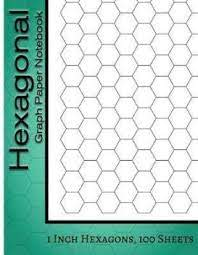 Hexagonal
Graph Paper Notebook
1 Inch Hexagons, 100 Sheets